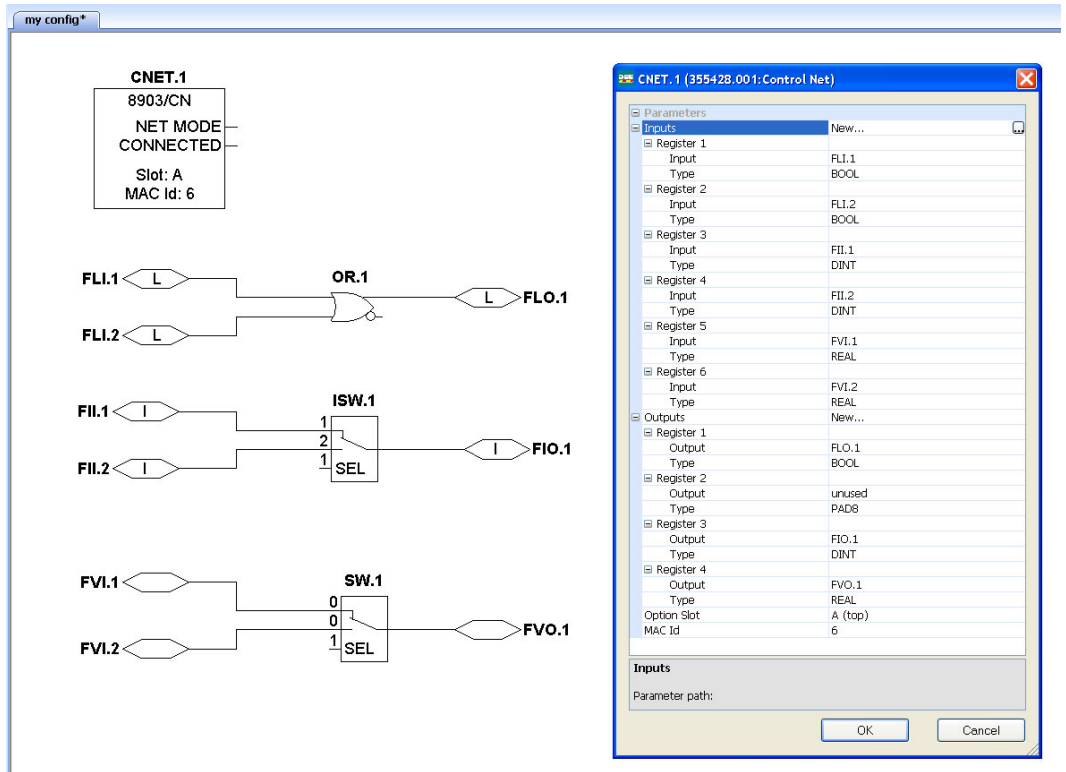 my config*
CNET.1
8903/CN
NET MODE
CONNECTED
Slot: A
MAC Id: 6
FLI.1
L
OR.1
L
FLO.1
FLI.2
L
FII.1
I
ISW.1
1
2
1
SEL
I
FIO.1
FII.2
I
FVI.1
SW.1
0
0
1
SEL
FVO.1
FVI.2
CNET.1 (355428.001:Control Net)
Parameters
Inputs New... ...
Register 1
Input FLI.1
Type BOOL
Register 2
Input FLI.2
Type BOOL
Register 3
Input FII.1
Type DINT
Register 4
Input FII.2
Type DINT
Register 5
Input FVI.1
Type REAL
Register 6
Input FVI.2
Type REAL
Outputs New...
Register 1
Output FLO.1
Type BOOL
Register 2
Output unused
Type PAD8
Register 3
Output FIO.1
Type DINT
Register 4
Output FVO.1
Type REAL
Option Slot A (top)
MAC Id 6
Inputs
Parameter path:
OK Cancel